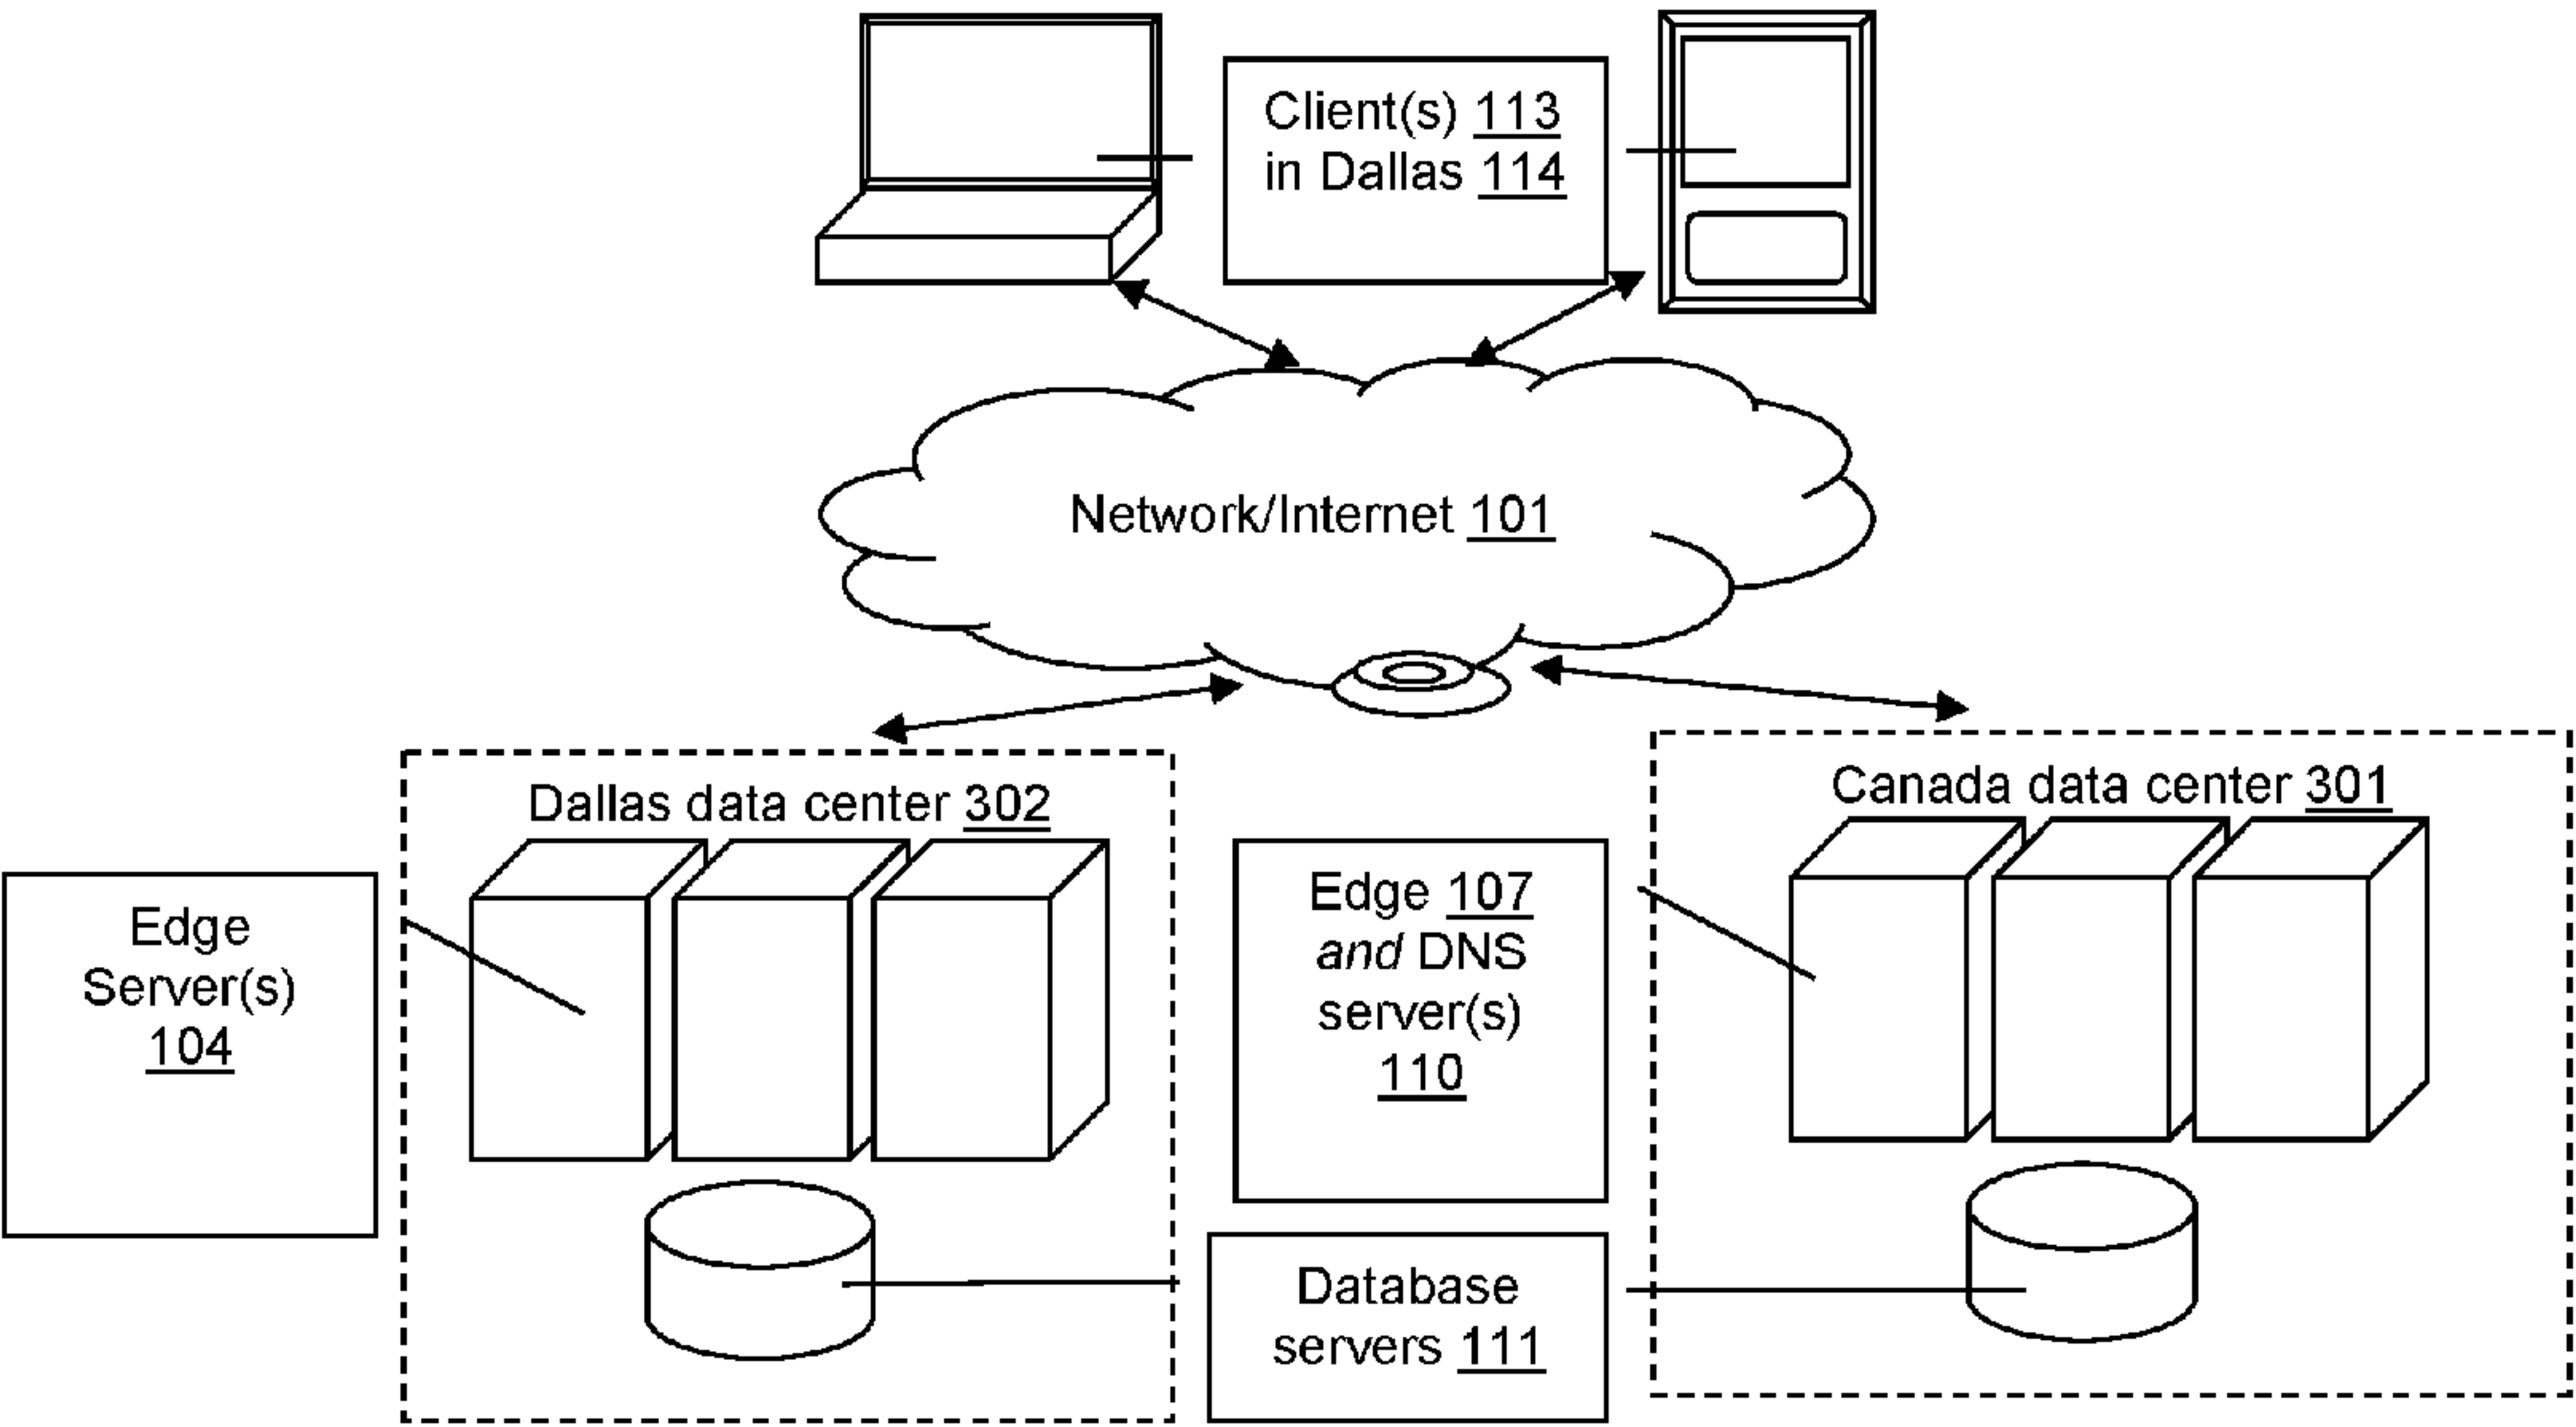 Client(s) 113
in Dallas 114
Network/Internet 101
Dallas data center 302
Canada data center 301
Edge
Server(s)
104
Edge 107
and DNS
server(s)
110
Database
servers 111